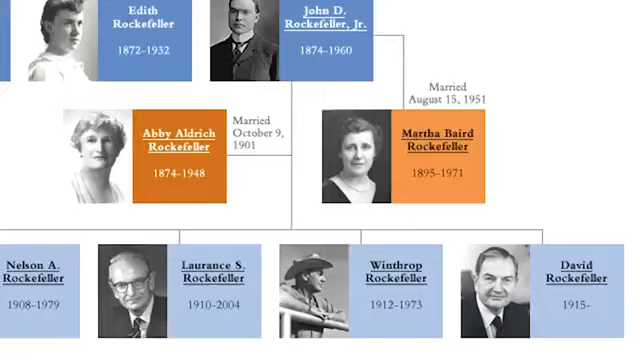 Edith
Rockefeller
1872-1932
John D.
Rockefeller, Jr.
1874-1960
Married
August 15, 1951
Abby Aldrich
Rockefeller
1874-1948
Married
October 9,
1901
Martha Baird
Rockefeller
1895-1971
Nelson A.
Rockefeller
1908-1979
Laurance S.
Rockefeller
1910-2004
Winthrop
Rockefeller
1912-1973
David
Rockefeller
1915-